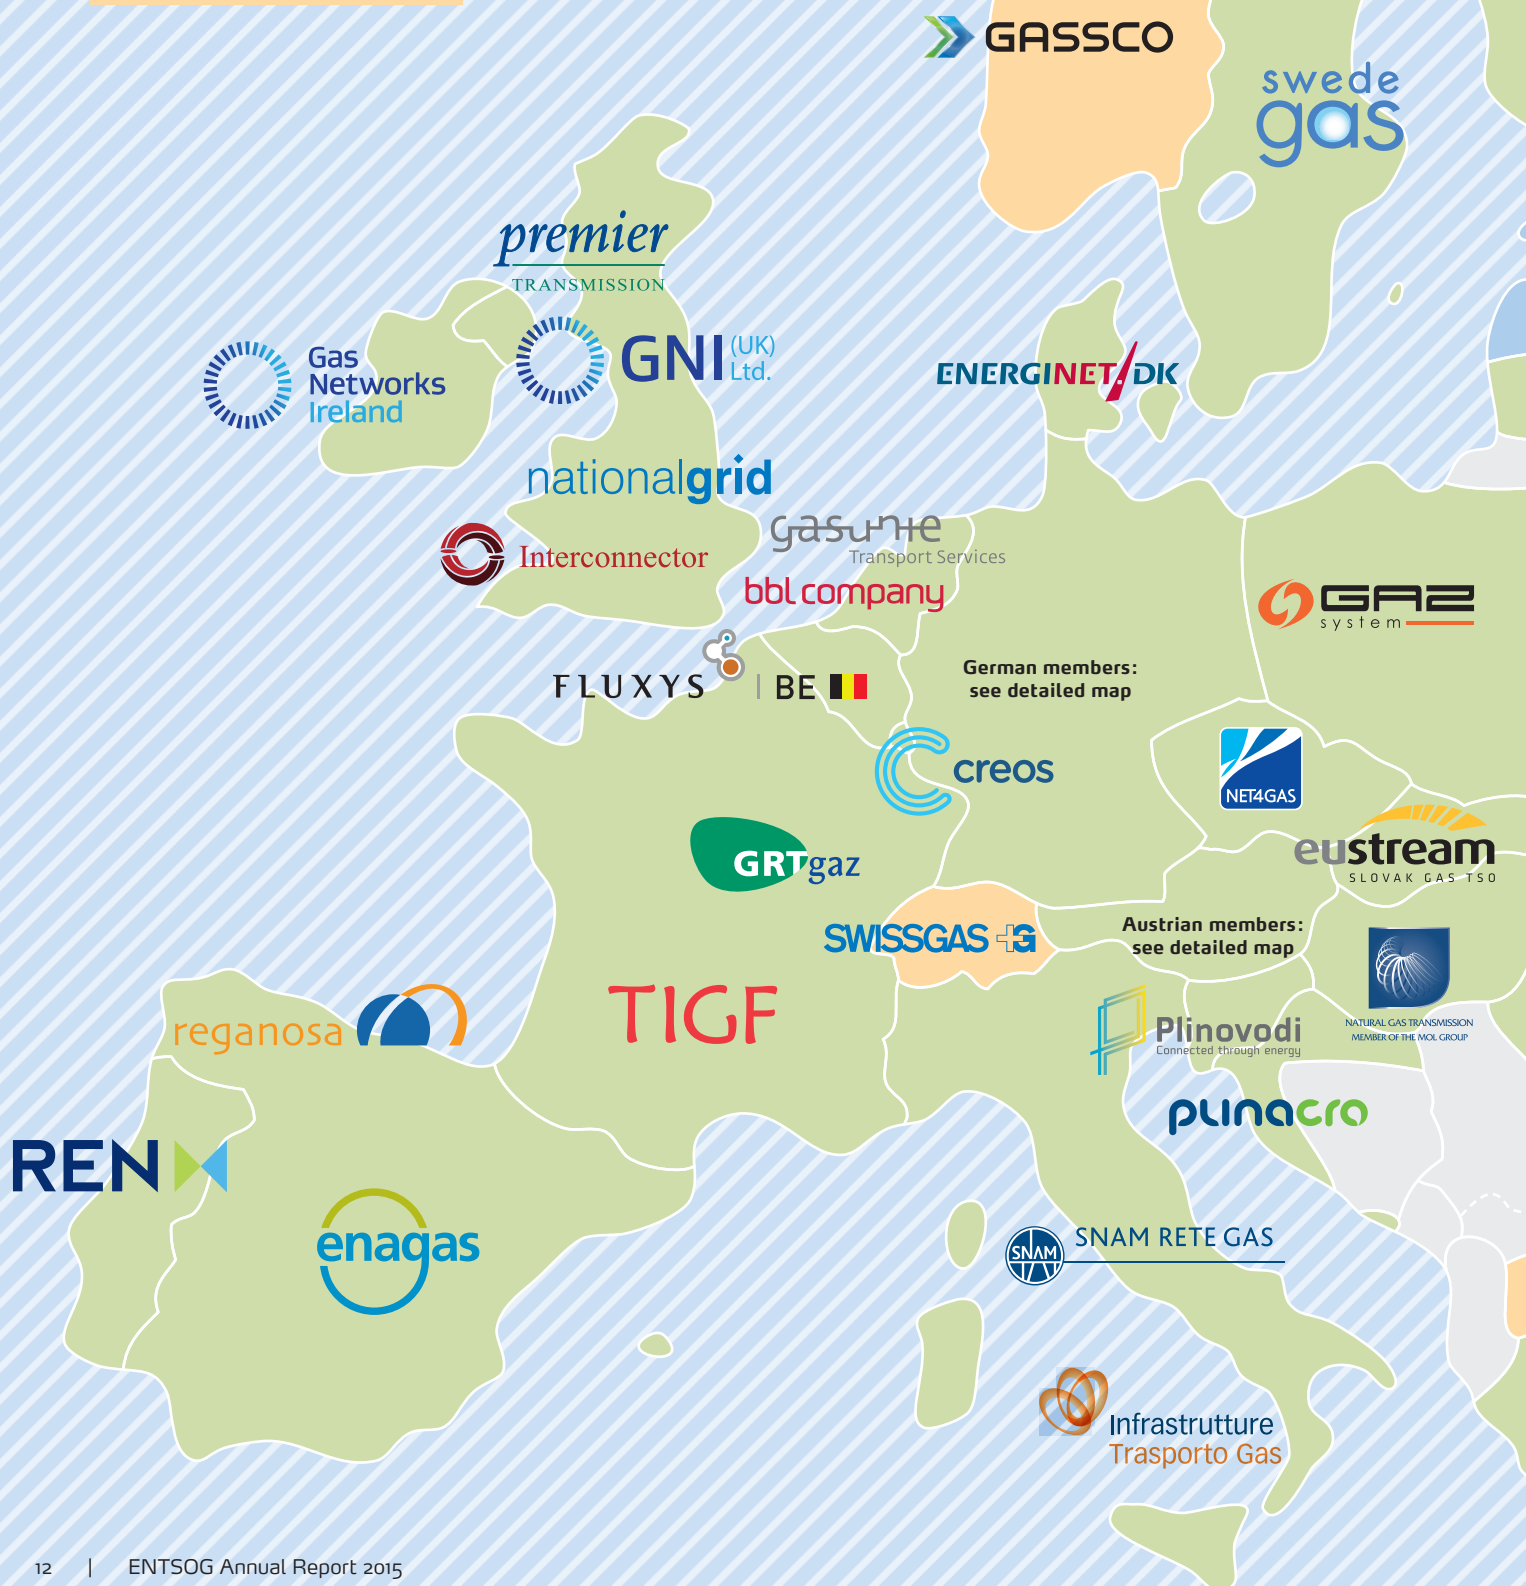 GASSCO
swede
gas
premier
TRANSMISSION
Gas
Networks
Ireland
GNI (UK)
Ltd.
ENERGINET.DK
nationalgrid
gasunie
Transport Services
Interconnector
bbl company
GAZ
system
FLUXYS | BE
German members:
see detailed map
creos
NET4GAS
eustream
SLOVAK GAS TSO
GRTgaz
SWISSGAS G
Austrian members:
see detailed map
TIGF
reganosa
Plinovodi
Connected through energy
NATURAL GAS TRANSMISSION
MEMBER OF THE MOL GROUP
plinacro
REN
enagas
SNAM
SNAM RETE GAS
Infrastrutture
Trasporto Gas
12 | ENTSOG Annual Report 2015